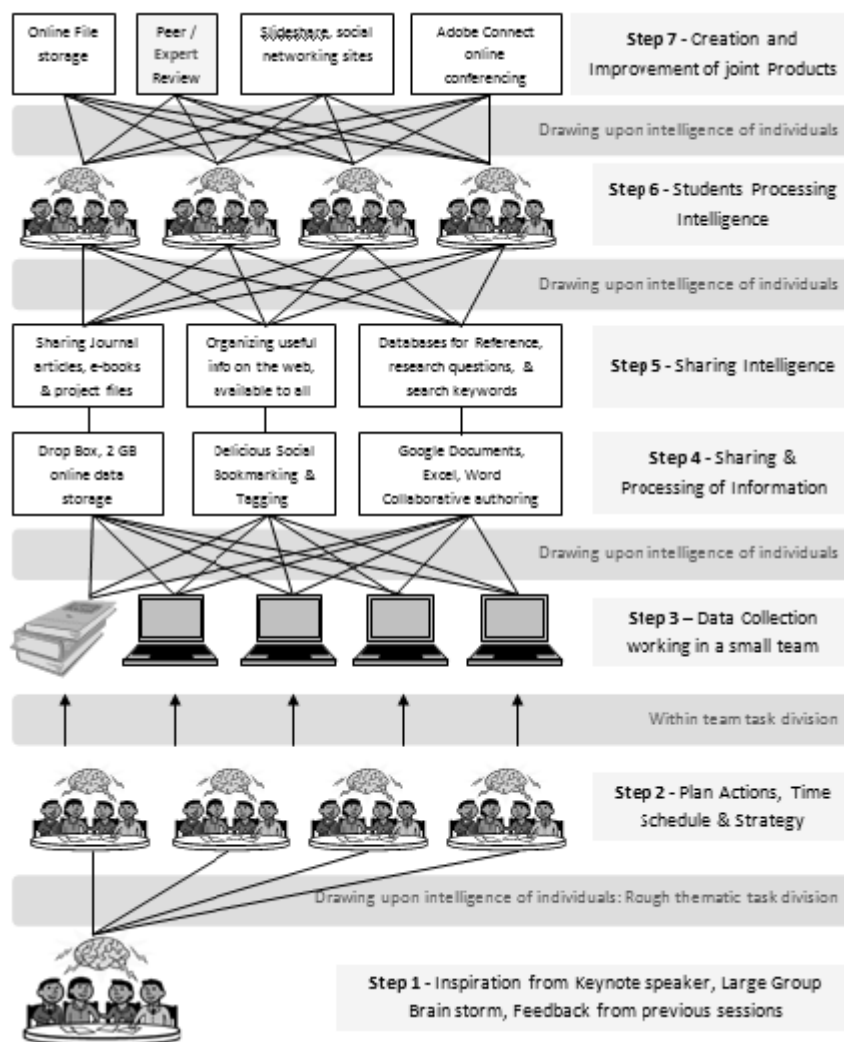 Online File
storage
Peer /
Expert
Review
Slideshare, social
networking sites
Adobe Connect
online
conferencing
Step 7 - Creation and
Improvement of joint Products
Drawing upon intelligence of individuals
Step 6 - Students Processing
Intelligence
Drawing upon intelligence of individuals
Sharing Journal
articles, e-books
& project files
Organizing useful
info on the web,
available to all
Databases for Reference,
research questions, &
search keywords
Step 5 - Sharing Intelligence
Drop Box, 2 GB
online data
storage
Delicious Social
Bookmarking &
Tagging
Google Documents,
Excel, Word
Collaborative authoring
Step 4 - Sharing &
Processing of Information
Drawing upon intelligence of individuals
Step 3 – Data Collection
working in a small team
Within team task division
Step 2 - Plan Actions, Time
Schedule & Strategy
Drawing upon intelligence of individuals: Rough thematic task division
Step 1 - Inspiration from Keynote speaker, Large Group
Brain storm, Feedback from previous sessions